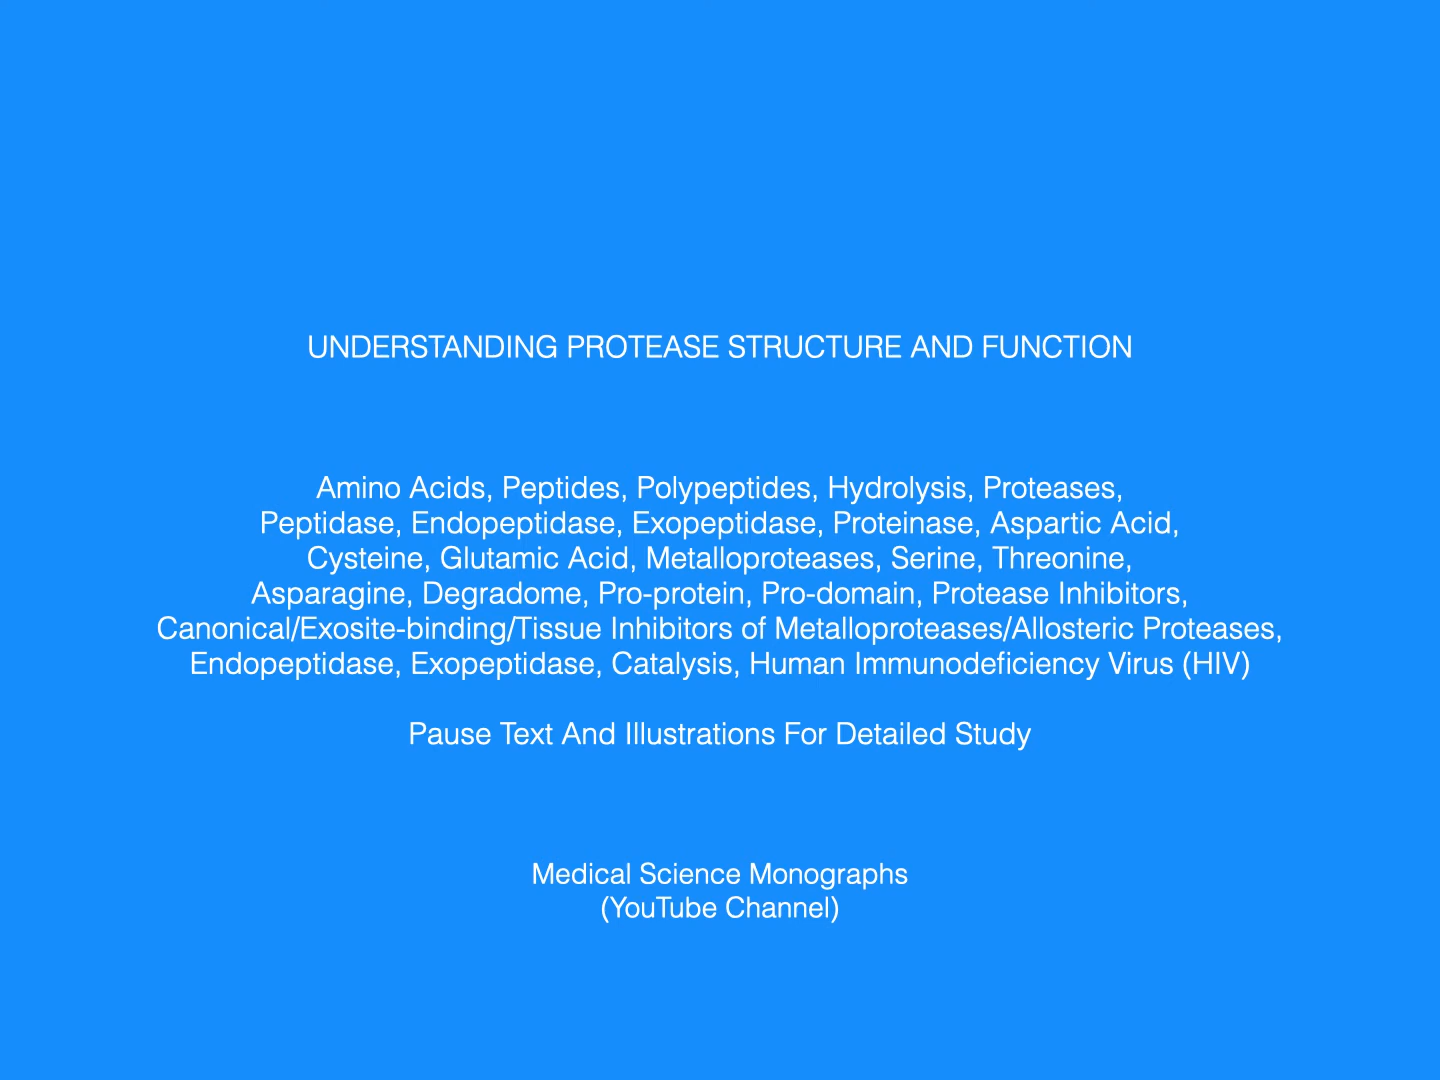 UNDERSTANDING PROTEASE STRUCTURE AND FUNCTION
Amino Acids, Peptides, Polypeptides, Hydrolysis, Proteases,
Peptidase, Endopeptidase, Exopeptidase, Proteinase, Aspartic Acid,
Cysteine, Glutamic Acid, Metalloproteases, Serine, Threonine,
Asparagine, Degradome, Pro-protein, Pro-domain, Protease Inhibitors,
Canonical/Exosite-binding/Tissue Inhibitors of Metalloproteases/Allosteric Proteases,
Endopeptidase, Exopeptidase, Catalysis, Human Immunodeficiency Virus (HIV)
Pause Text And Illustrations For Detailed Study
Medical Science Monographs
(YouTube Channel)